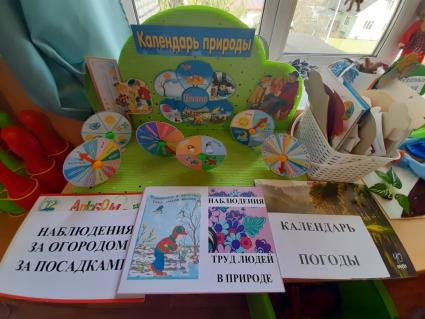 Календарь природы
Альбом
НАБЛЮДЕНИЯ
ЗА ОГОРОДОМ
ЗА ПОСАДКАМИ
НАБЛЮДЕНИЯ
ТРУД ЛЮДЕЙ
В ПРИРОДЕ
КАЛЕНДАРЬ
ПОГОДЫ